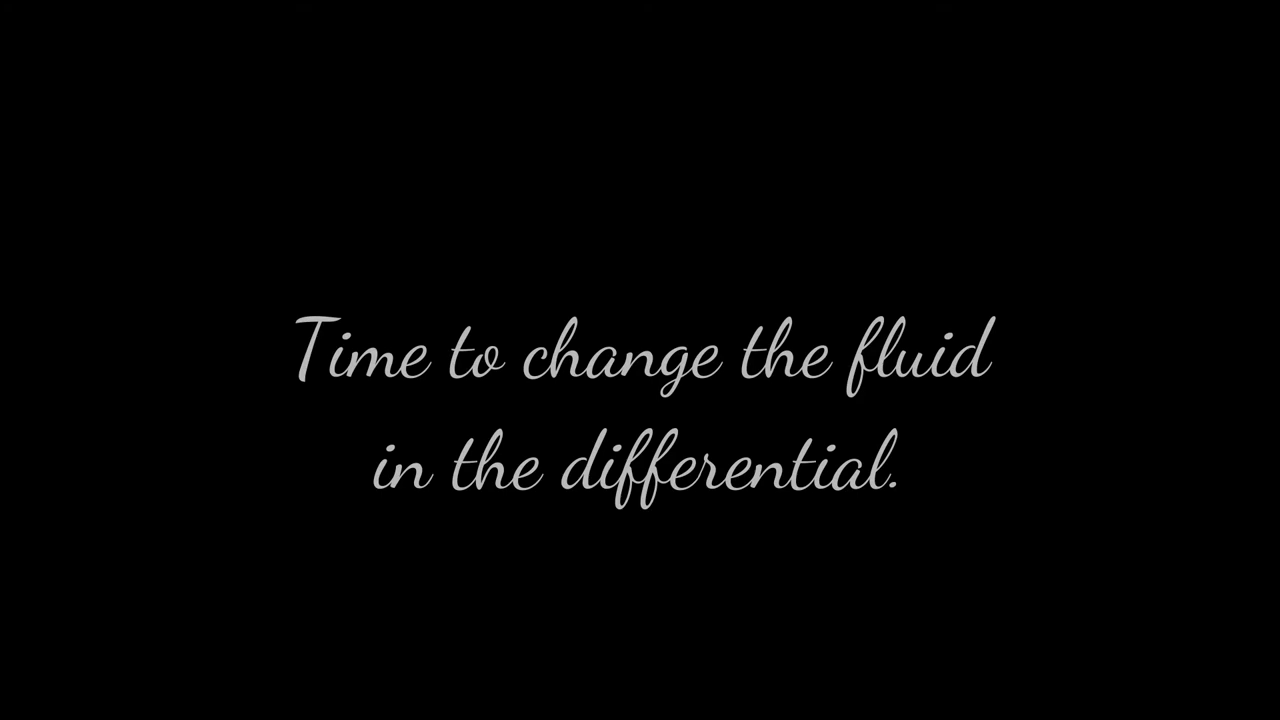 Time to change the fluid
in the differential.